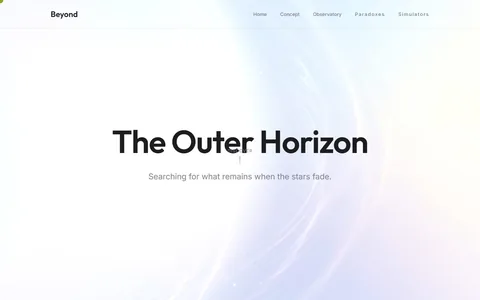 Beyond
Home Concept Observatory Paradoxes Simulators
The Outer Horizon
Searching for what remains when the stars fade.